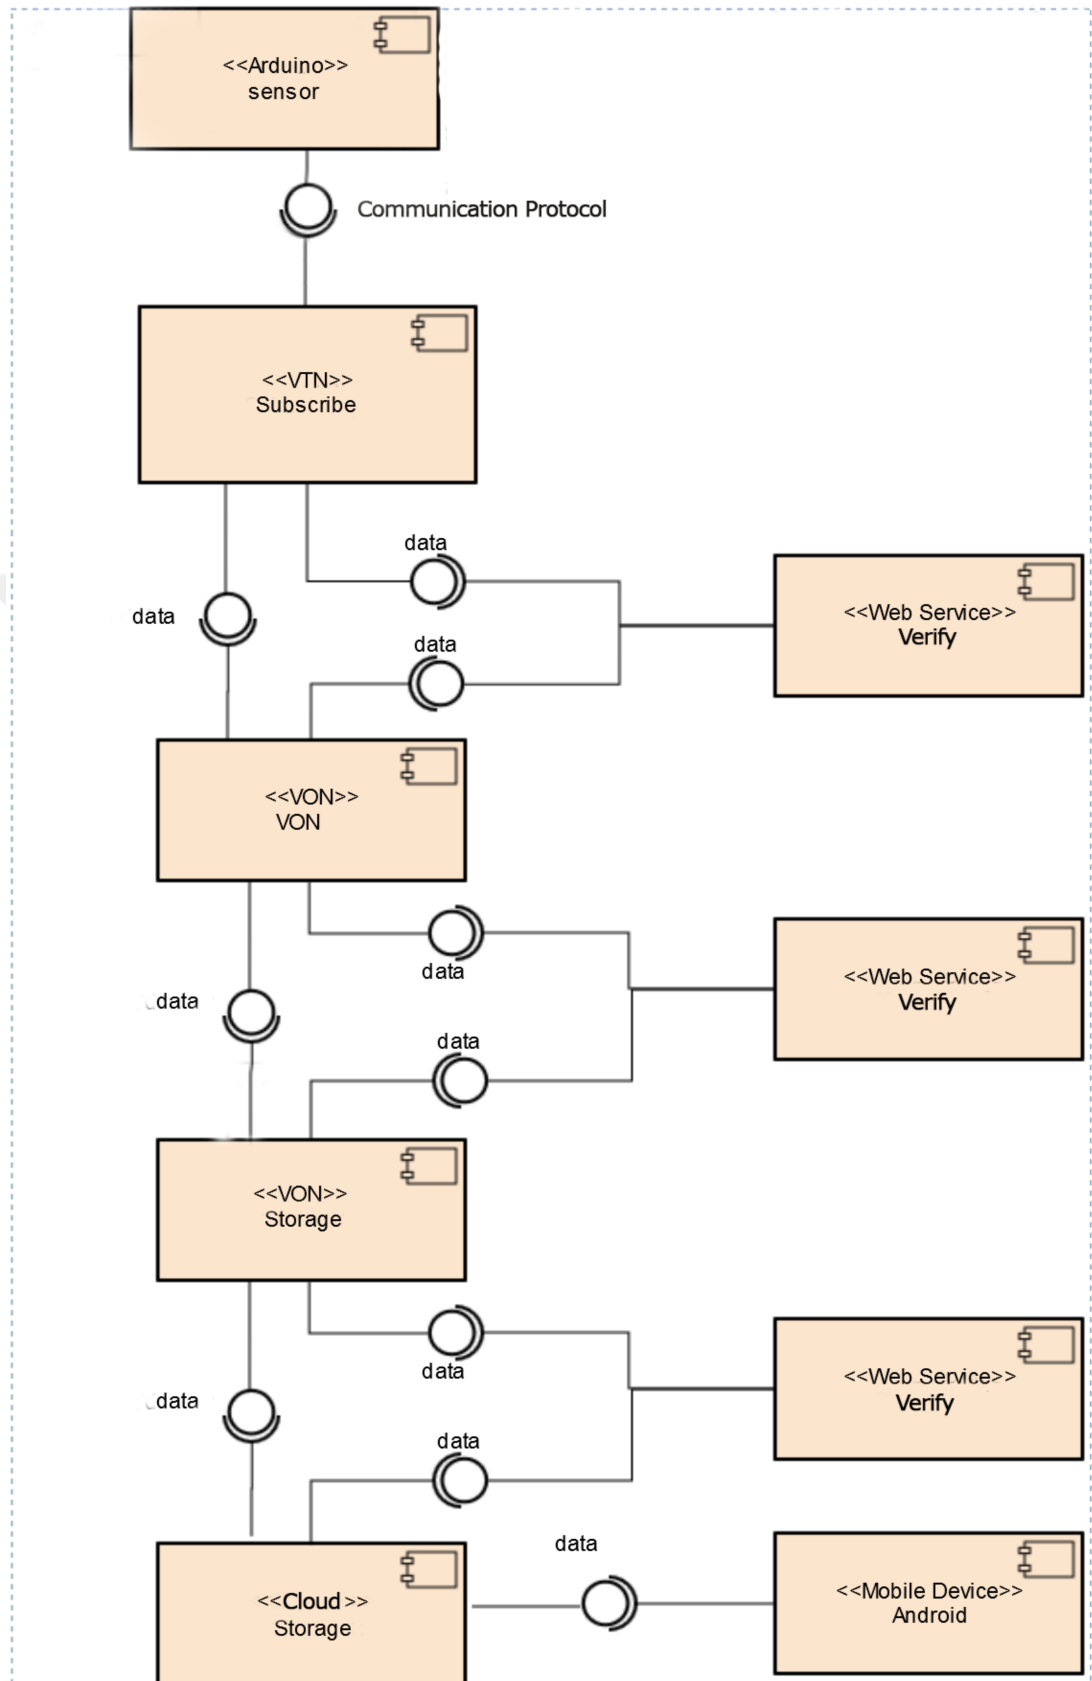 <<Arduino>>
sensor
Communication Protocol
<<VTN>>
Subscribe
data
data
data
<<Web Service>>
Verify
<<VON>>
VON
data
data
data
<<Web Service>>
Verify
<<VON>>
Storage
data
data
data
<<Web Service>>
Verify
data
<<Cloud >>
Storage
<<Mobile Device>>
Android